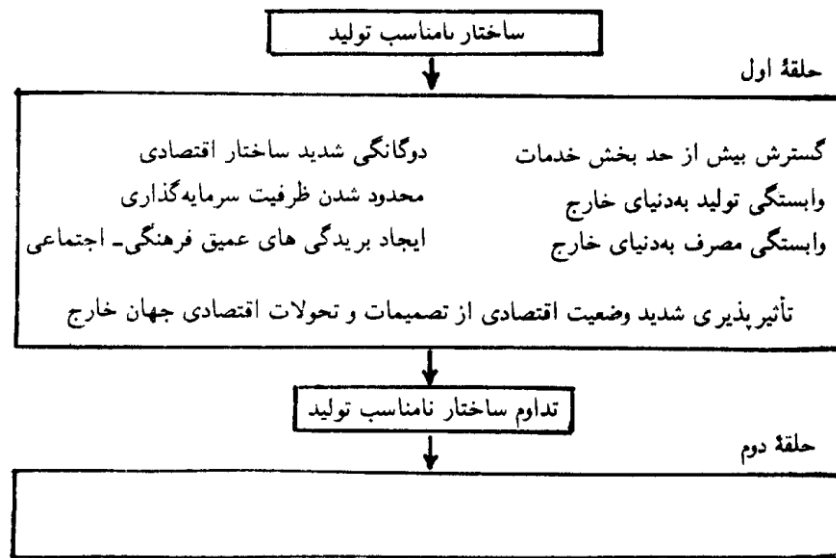 ساختار نامناسب تولید
حلقهٔ اول
گسترش بیش از حد بخش خدمات
دوگانگی شدید ساختار اقتصادی
وابستگی تولید به‌دنیای خارج
محدود شدن ظرفیت سرمایه‌گذاری
وابستگی مصرف به‌دنیای خارج
ایجاد بریدگی های عمیق فرهنگی ـ اجتماعی
تأثیرپذیری شدید وضعیت اقتصادی از تصمیمات و تحولات اقتصادی جهان خارج
تداوم ساختار نامناسب تولید
حلقهٔ دوم